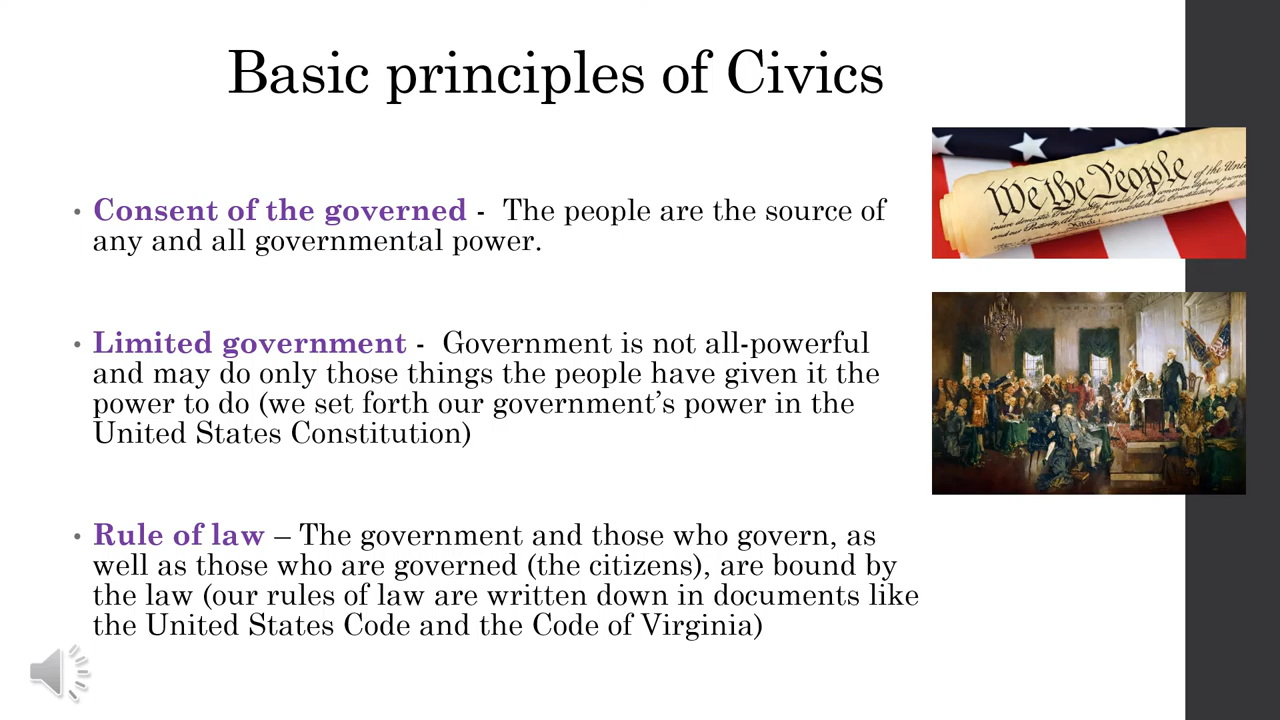 Basic principles of Civics
• Consent of the governed -  The people are the source of
any and all governmental power.
• Limited government -  Government is not all-powerful
and may do only those things the people have given it the
power to do (we set forth our government’s power in the
United States Constitution)
• Rule of law – The government and those who govern, as
well as those who are governed (the citizens), are bound by
the law (our rules of law are written down in documents like
the United States Code and the Code of Virginia)
We the People